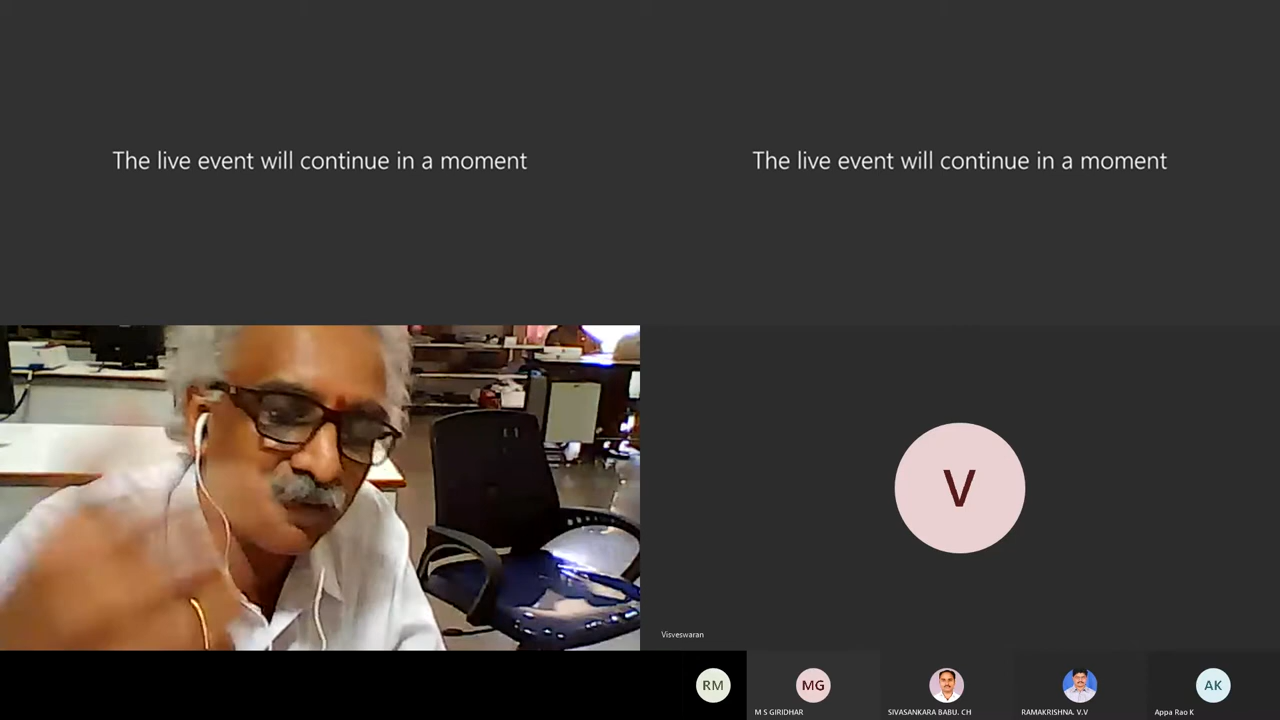 The live event will continue in a moment
The live event will continue in a moment
V
Visveswaran
RM
MG
AK
M S GIRIDHAR
SIVASANKARA BABU. CH
RAMAKRISHNA. V.V
Appa Rao K